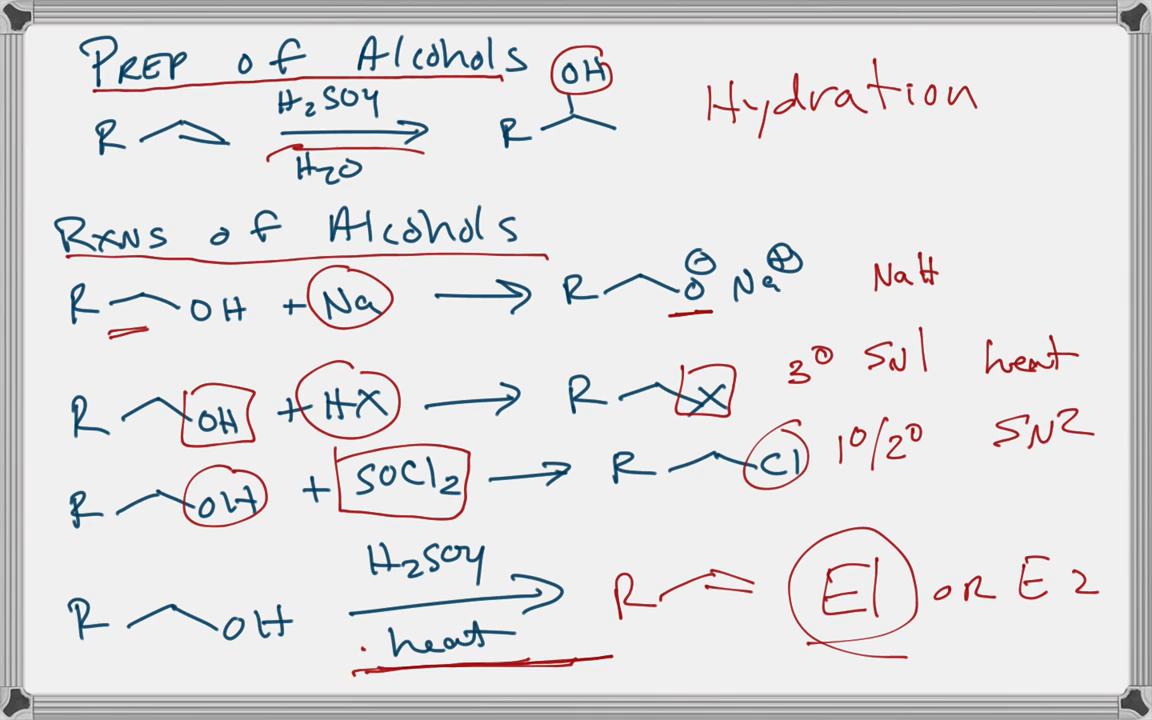 PREP of Alcohols
H2SO4 OH Hydration
R → R
H2O
RXNS of Alcohols
R OH + Na → R O⊖ Na⊕ NaH
R OH + HX → R X 3° SN1 heat
R OH + SOCl2 → R Cl 1°/2° SN2
H2SO4
R OH → R E1 OR E2
heat